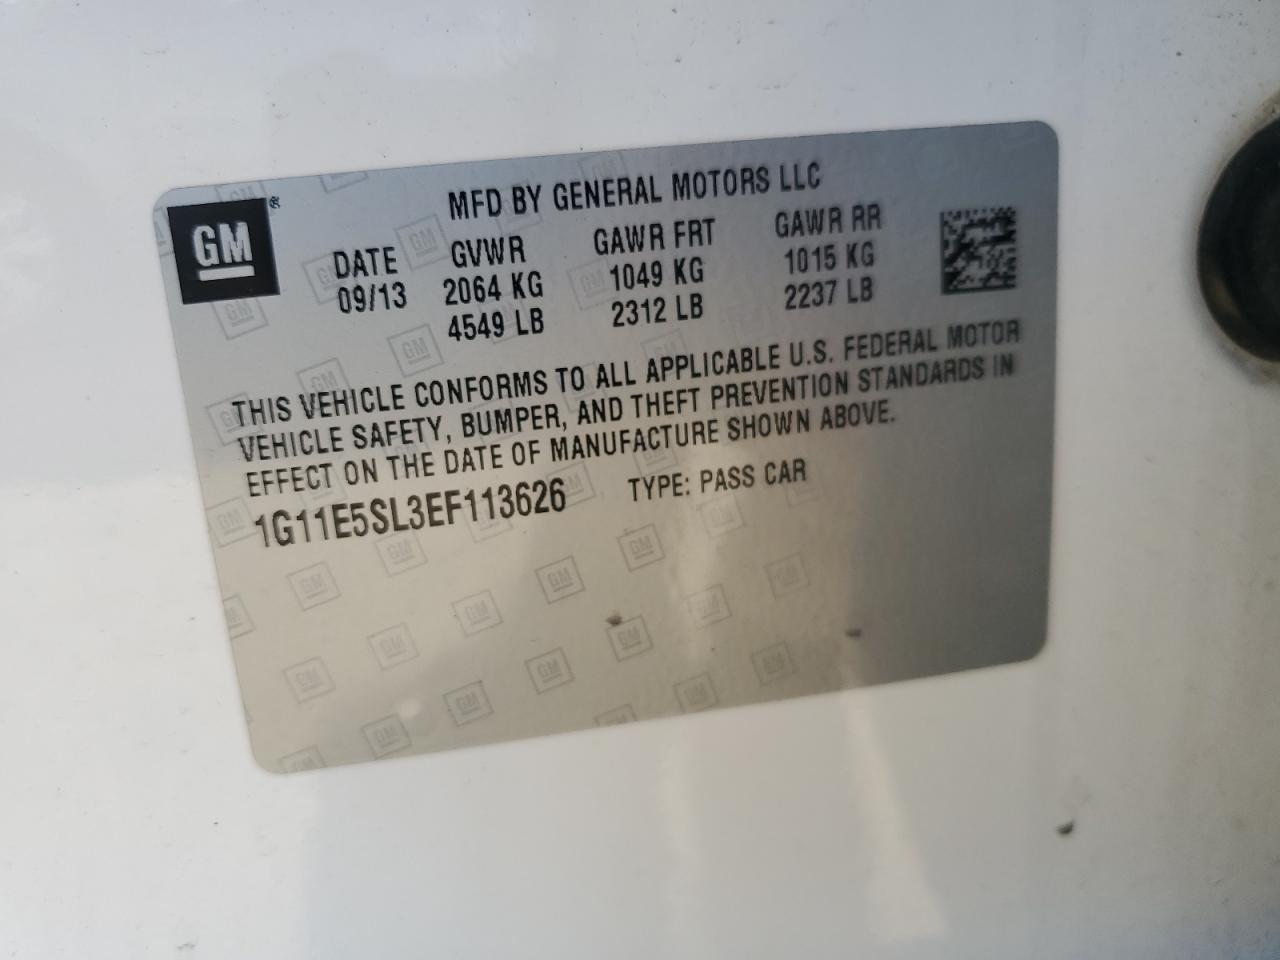 GM®
MFD BY GENERAL MOTORS LLC
DATE GVWR GAWR FRT GAWR RR
09/13 2064 KG 1049 KG 1015 KG
4549 LB 2312 LB 2237 LB
THIS VEHICLE CONFORMS TO ALL APPLICABLE U.S. FEDERAL MOTOR
VEHICLE SAFETY, BUMPER, AND THEFT PREVENTION STANDARDS IN
EFFECT ON THE DATE OF MANUFACTURE SHOWN ABOVE.
1G11E5SL3EF113626 TYPE: PASS CAR